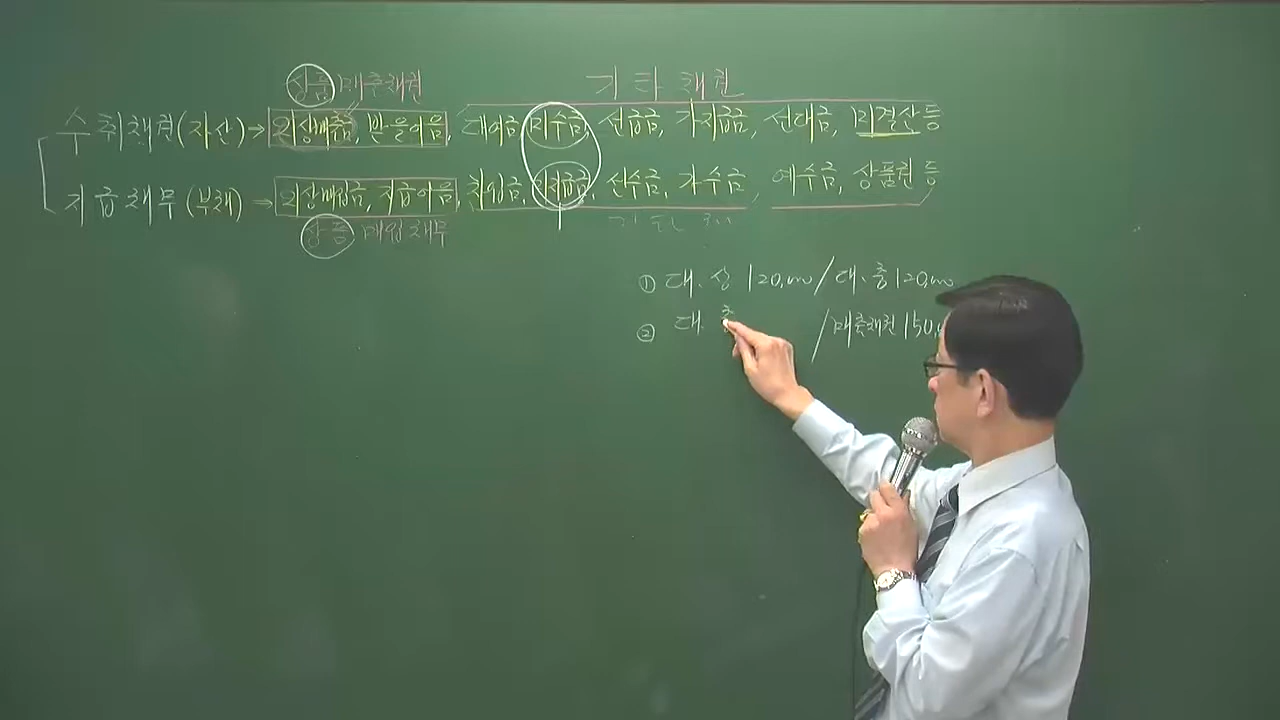 상품 매출채권 기타채권
수취채권(자산) → 외상매출금, 받을어음, 대여금, 미수금, 선급금, 가지급금, 선대금, 미결산 등
지급채무(부채) → 외상매입금, 지급어음, 차입금, 미지급금, 선수금, 가수금, 예수금, 상품권 등
상품 매입채무
① 대. 상 120,000 / 대. 충 120,000
② 대. 충 / 매출채권 150,